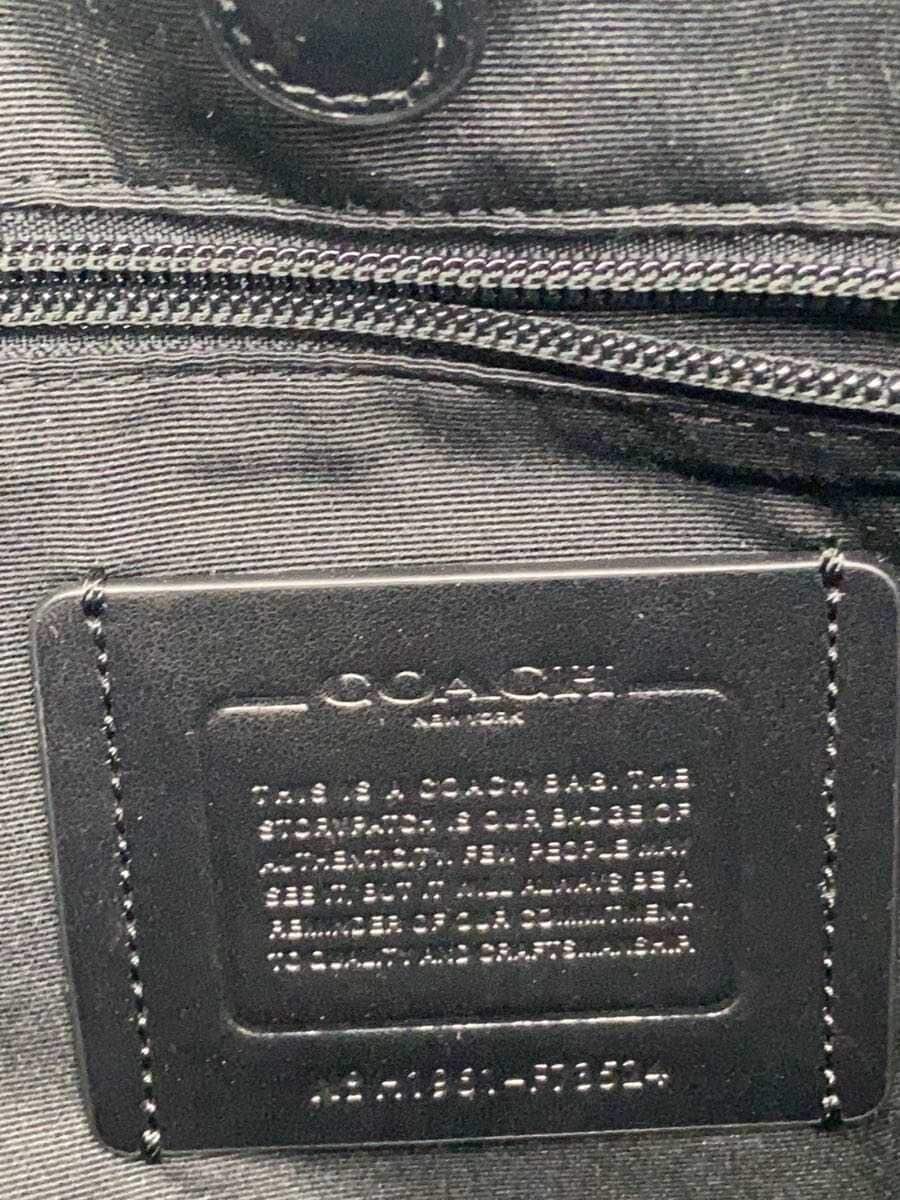 COACH
NEW YORK
THIS IS A COACH BAG. THE
STORYPATCH IS OUR BADGE OF
AUTHENTICITY. FEW PEOPLE MAY
SEE IT, BUT IT WILL ALWAYS BE A
REMINDER OF OUR COMMITMENT
TO QUALITY AND CRAFTSMANSHIP.